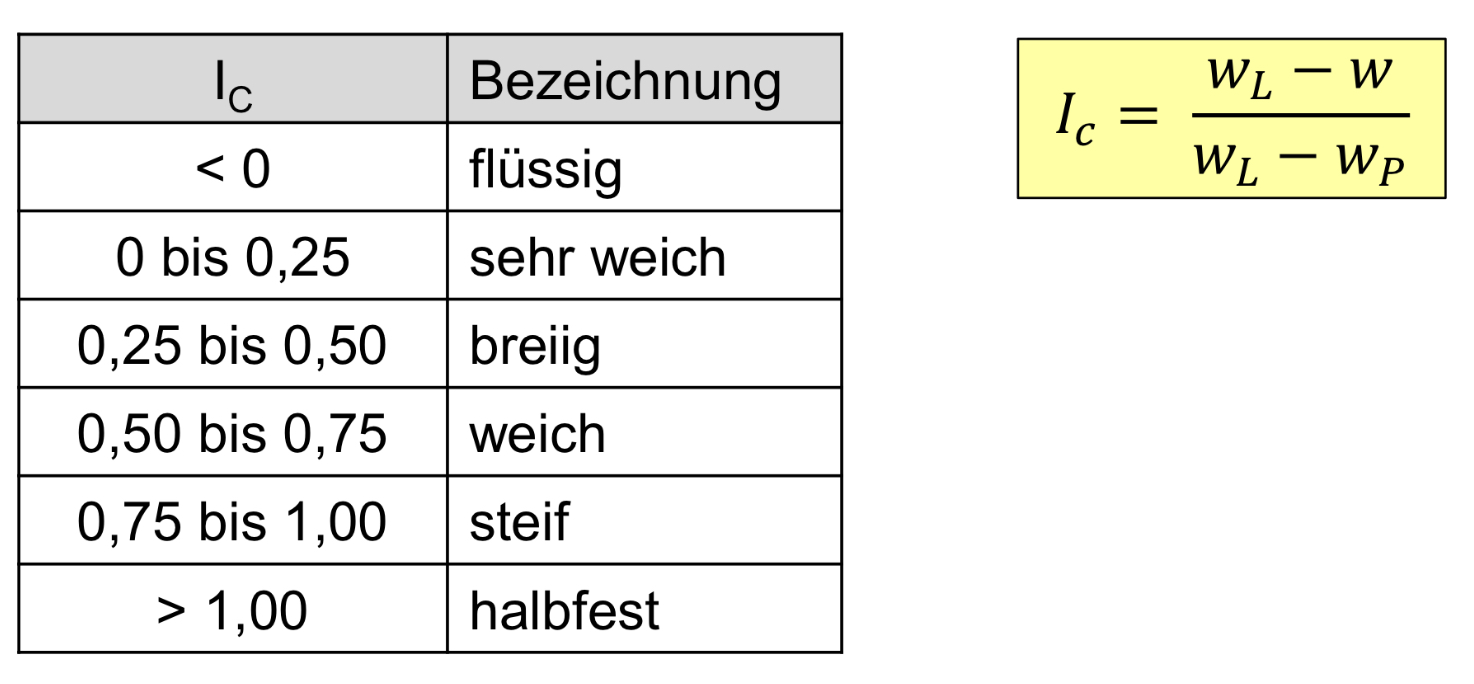 I_C Bezeichnung
< 0 flüssig
0 bis 0,25 sehr weich
0,25 bis 0,50 breiig
0,50 bis 0,75 weich
0,75 bis 1,00 steif
> 1,00 halbfest
I_c = (w_L − w) / (w_L − w_P)